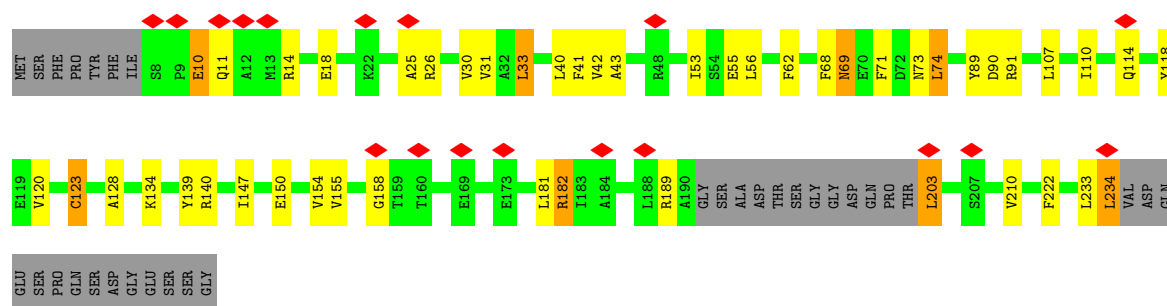 MET SER PHE PRO TYR PHE ILE S8 P9 E10 Q11 A12 M13 R14 E18 K22 A25 R26 V30 V31 A32 L33 L40 F41 V42 A43 R48 I53 S54 E55 L56 F62 F68 N69 E70 F71 D72 N73 L74 Y89 D90 R91 L107 I110 Q114
E119 V120 C123 A128 K134 Y139 R140 I147 E150 V154 V155 G158 T159 I160 E169 E173 L181 R182 I183 A184 L188 R189 A190 GLY SER ALA ASP THR SER GLY GLY ASP GLN PRO THR L203 S207 V210 F222 L233 L234 VAL ASP
GLU SER PRO GLN SER ASP GLY GLU SER SER GLY